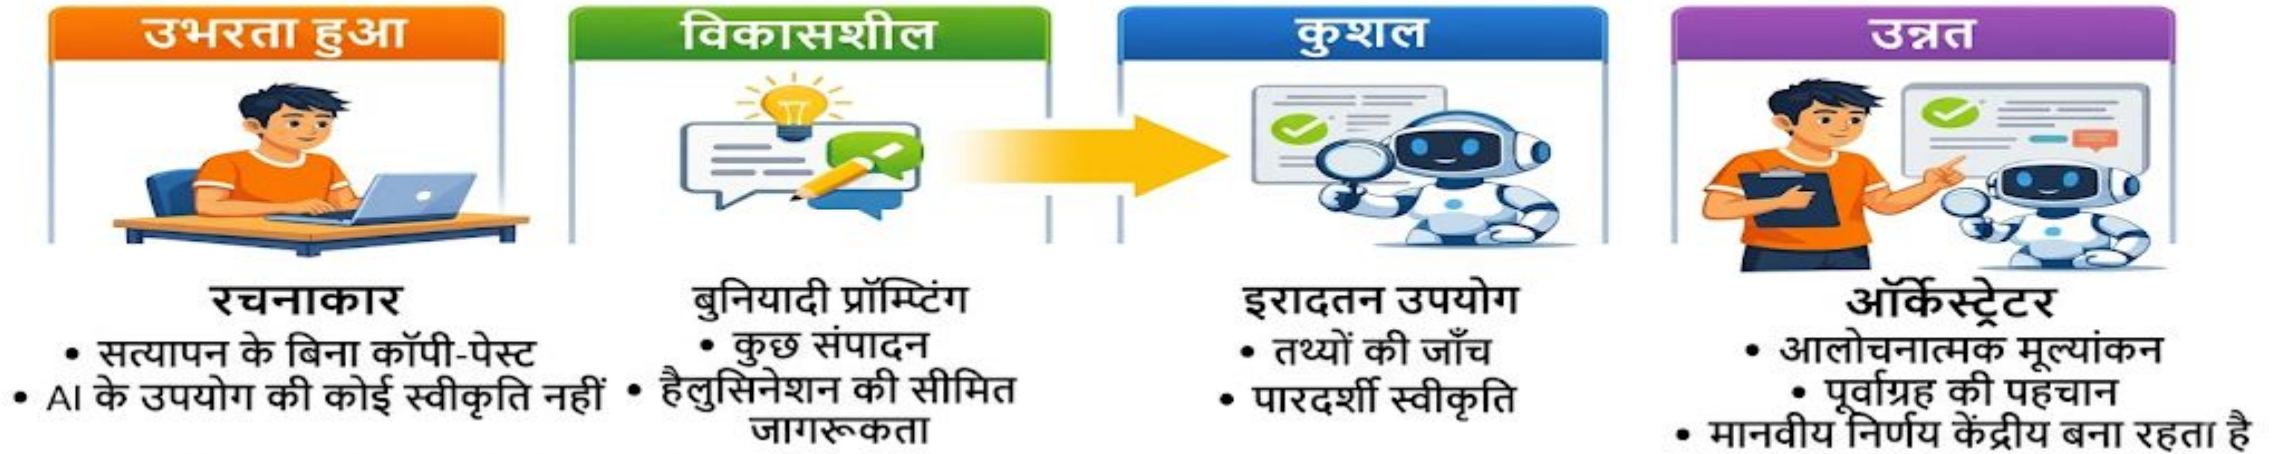 उभरता हुआ
रचनाकार
• सत्यापन के बिना कॉपी-पेस्ट
• AI के उपयोग की कोई स्वीकृति नहीं
विकासशील
बुनियादी प्रॉम्प्टिंग
• कुछ संपादन
• हैलुसिनेशन की सीमित
जागरूकता
कुशल
इरादतन उपयोग
• तथ्यों की जाँच
• पारदर्शी स्वीकृति
उन्नत
ऑर्केस्ट्रेटर
• आलोचनात्मक मूल्यांकन
• पूर्वाग्रह की पहचान
• मानवीय निर्णय केंद्रीय बना रहता है